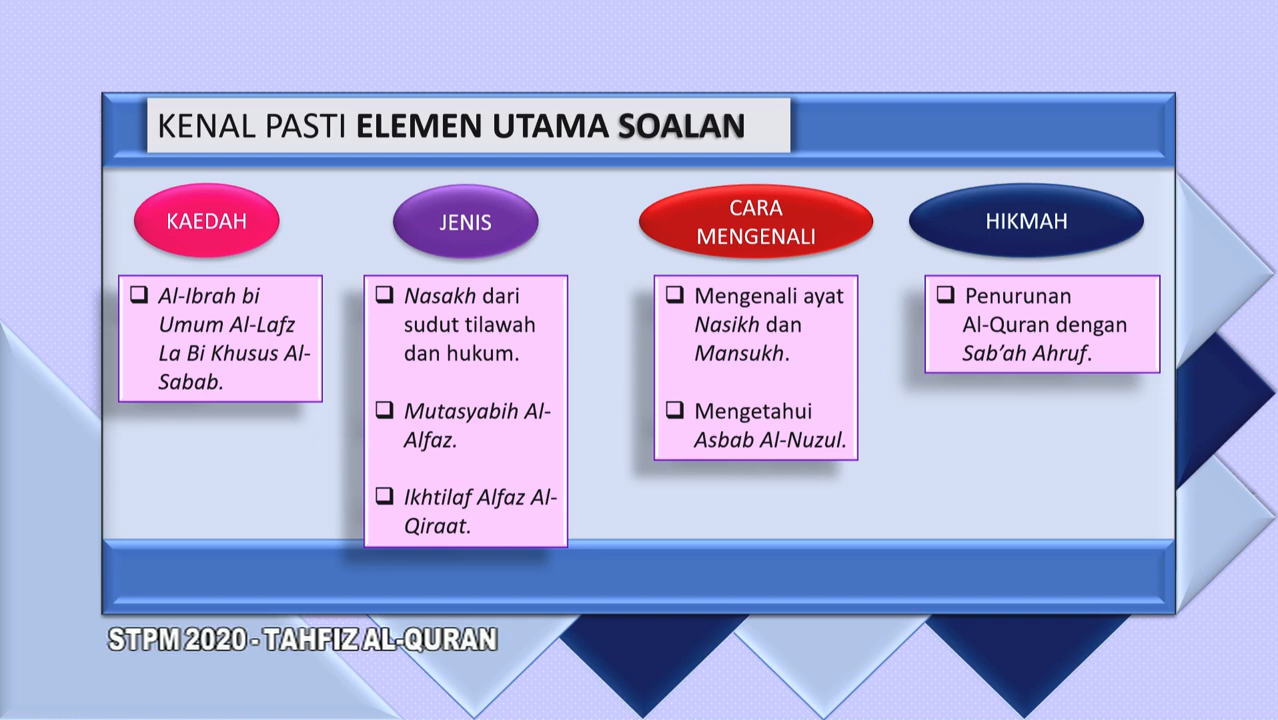 KENAL PASTI ELEMEN UTAMA SOALAN
KAEDAH
❑ Al-Ibrah bi
Umum Al-Lafz
La Bi Khusus Al-
Sabab.
JENIS
❑ Nasakh dari
sudut tilawah
dan hukum.
❑ Mutasyabih Al-
Alfaz.
❑ Ikhtilaf Alfaz Al-
Qiraat.
CARA
MENGENALI
❑ Mengenali ayat
Nasikh dan
Mansukh.
❑ Mengetahui
Asbab Al-Nuzul.
HIKMAH
❑ Penurunan
Al-Quran dengan
Sab’ah Ahruf.
STPM 2020 - TAHFIZ AL-QURAN